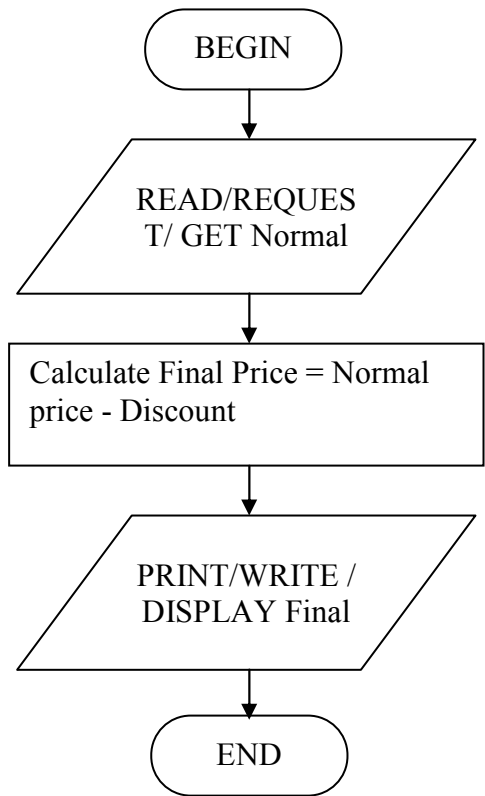 BEGIN
READ/REQUES
T/ GET Normal
Calculate Final Price = Normal
price - Discount
PRINT/WRITE /
DISPLAY Final
END